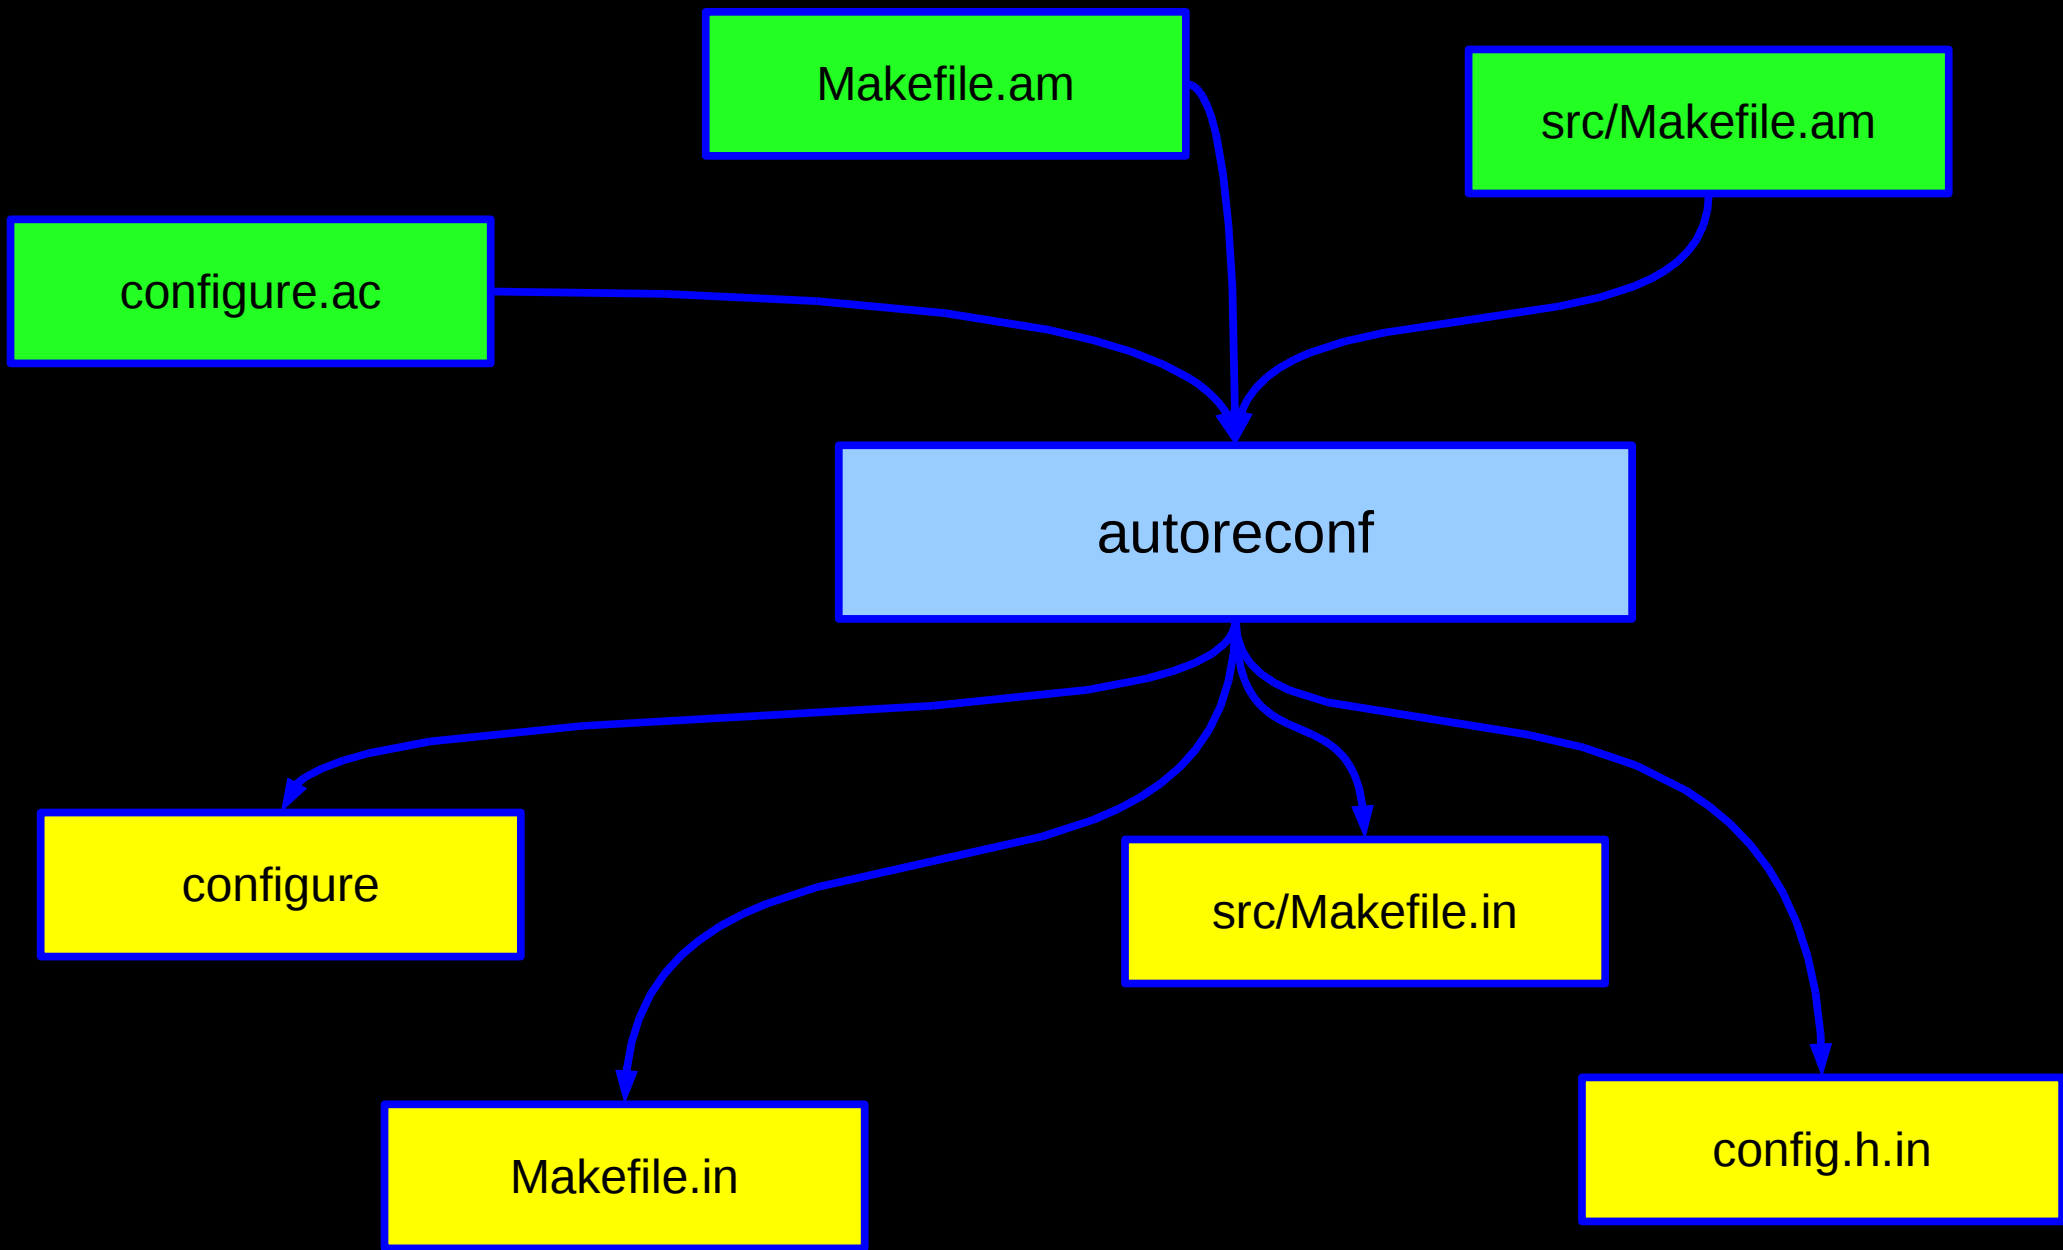 Makefile.am
src/Makefile.am
configure.ac
autoreconf
configure
src/Makefile.in
Makefile.in
config.h.in